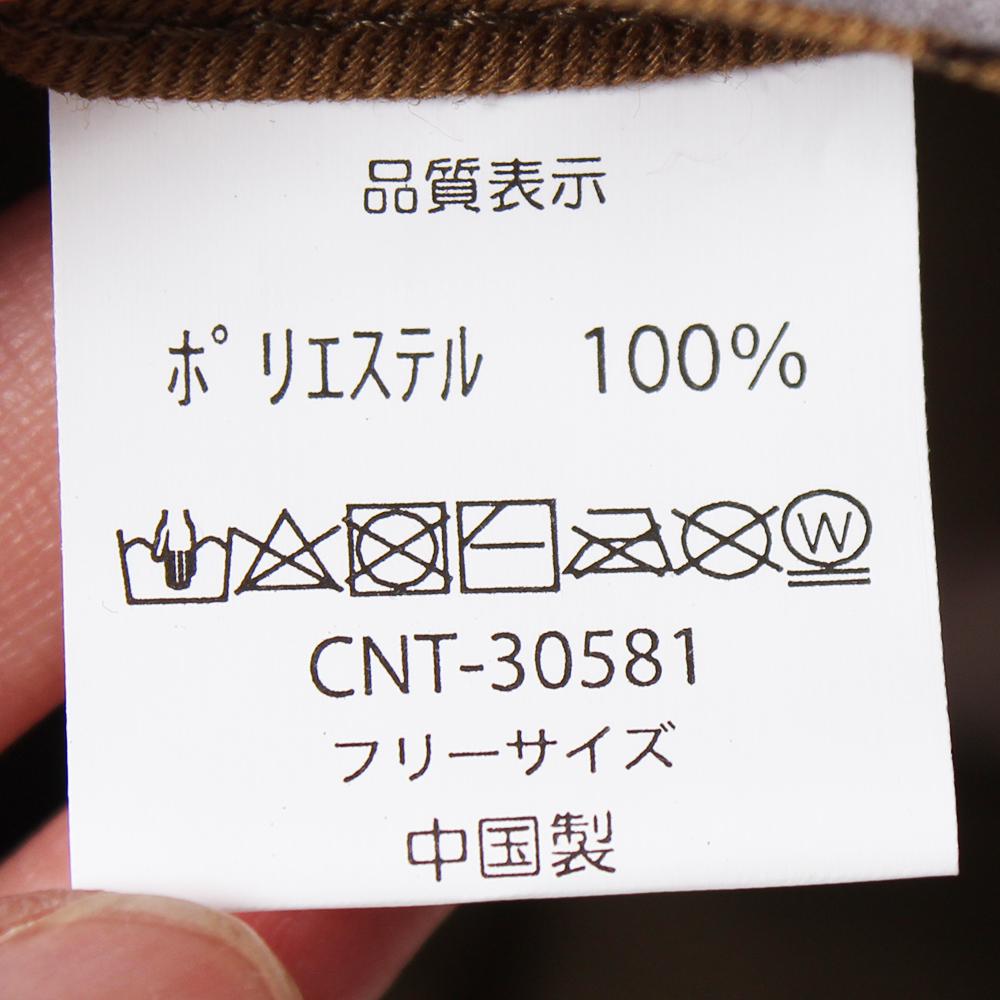 品質表示
ポリエステル 100%
W
CNT-30581
フリーサイズ
中国製